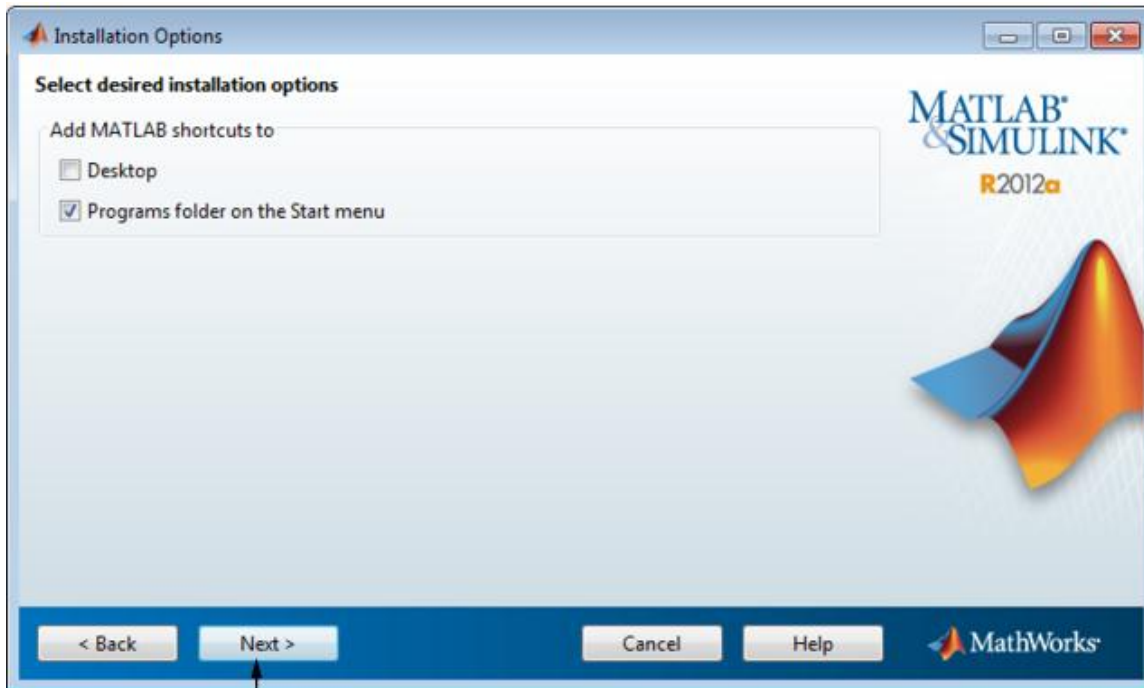 Installation Options
Select desired installation options
Add MATLAB shortcuts to
Desktop
Programs folder on the Start menu
MATLAB®
&SIMULINK®
R2012a
< Back
Next >
Cancel
Help
MathWorks®